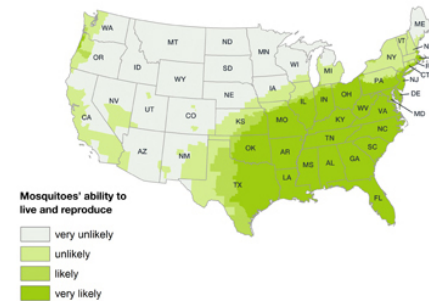 ME
WA
MT
ND
VT
MN
OR
NY
ID
SD
WI
MI
CT
WY
PA
NJ
IA
NE
OH
DE
NV
IL
IN
UT
WV
VA
MD
CO
CA
KS
MO
KY
NC
TN
OK
AR
SC
AZ
NM
MS
AL
GA
TX
LA
FL
Mosquitoes' ability to
live and reproduce
very unlikely
unlikely
likely
very likely